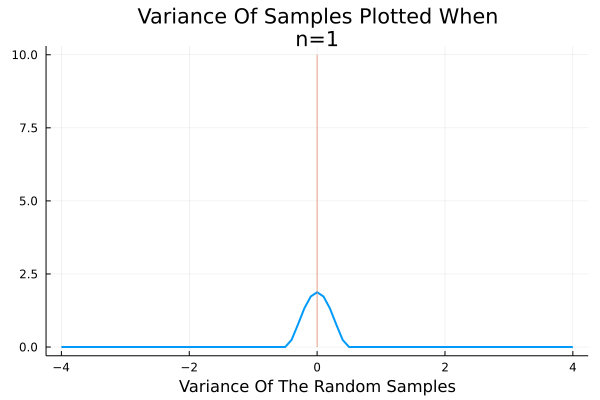 Variance Of Samples Plotted When
n=1
10.0
7.5
5.0
2.5
0.0
−4 −2 0 2 4
Variance Of The Random Samples